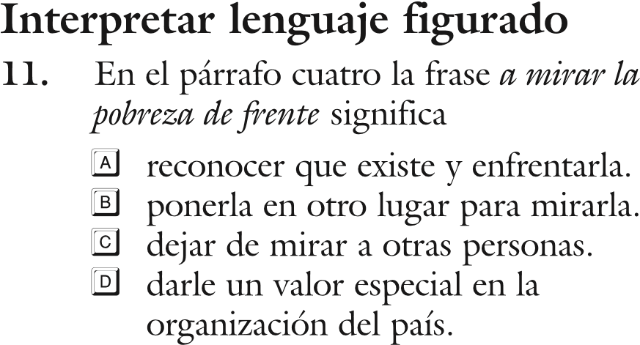 Interpretar lenguaje figurado
11. En el párrafo cuatro la frase a mirar la
pobreza de frente significa
A reconocer que existe y enfrentarla.
B ponerla en otro lugar para mirarla.
C dejar de mirar a otras personas.
D darle un valor especial en la
organización del país.